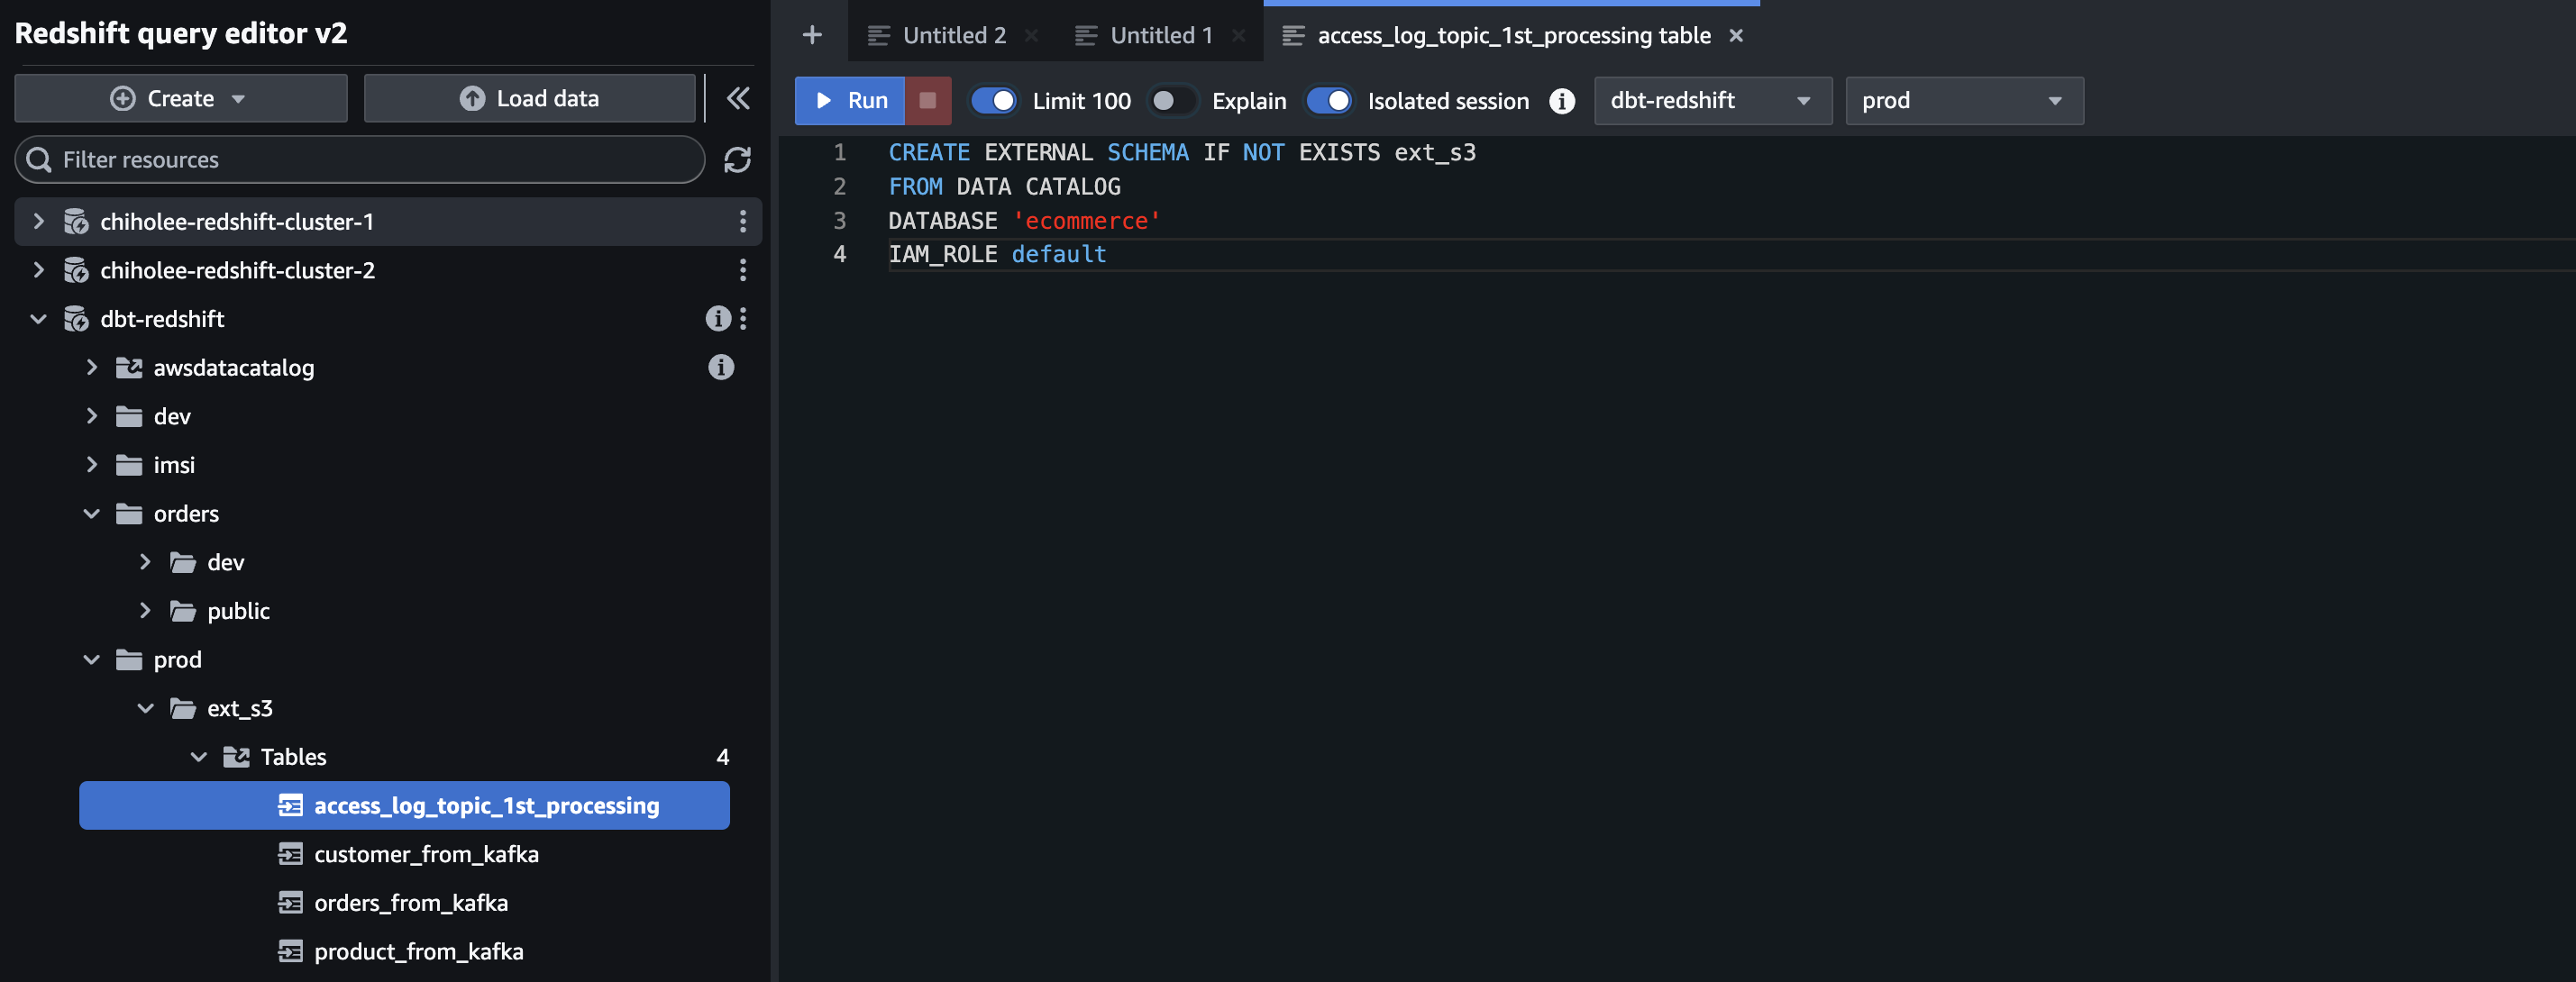 Redshift query editor v2
Create
Load data
Filter resources
chiholee-redshift-cluster-1
chiholee-redshift-cluster-2
dbt-redshift
awsdatacatalog
dev
imsi
orders
dev
public
prod
ext_s3
Tables 4
access_log_topic_1st_processing
customer_from_kafka
orders_from_kafka
product_from_kafka
Untitled 2
Untitled 1
access_log_topic_1st_processing table
Run
Limit 100
Explain
Isolated session
dbt-redshift
prod
1 CREATE EXTERNAL SCHEMA IF NOT EXISTS ext_s3
2 FROM DATA CATALOG
3 DATABASE 'ecommerce'
4 IAM_ROLE default